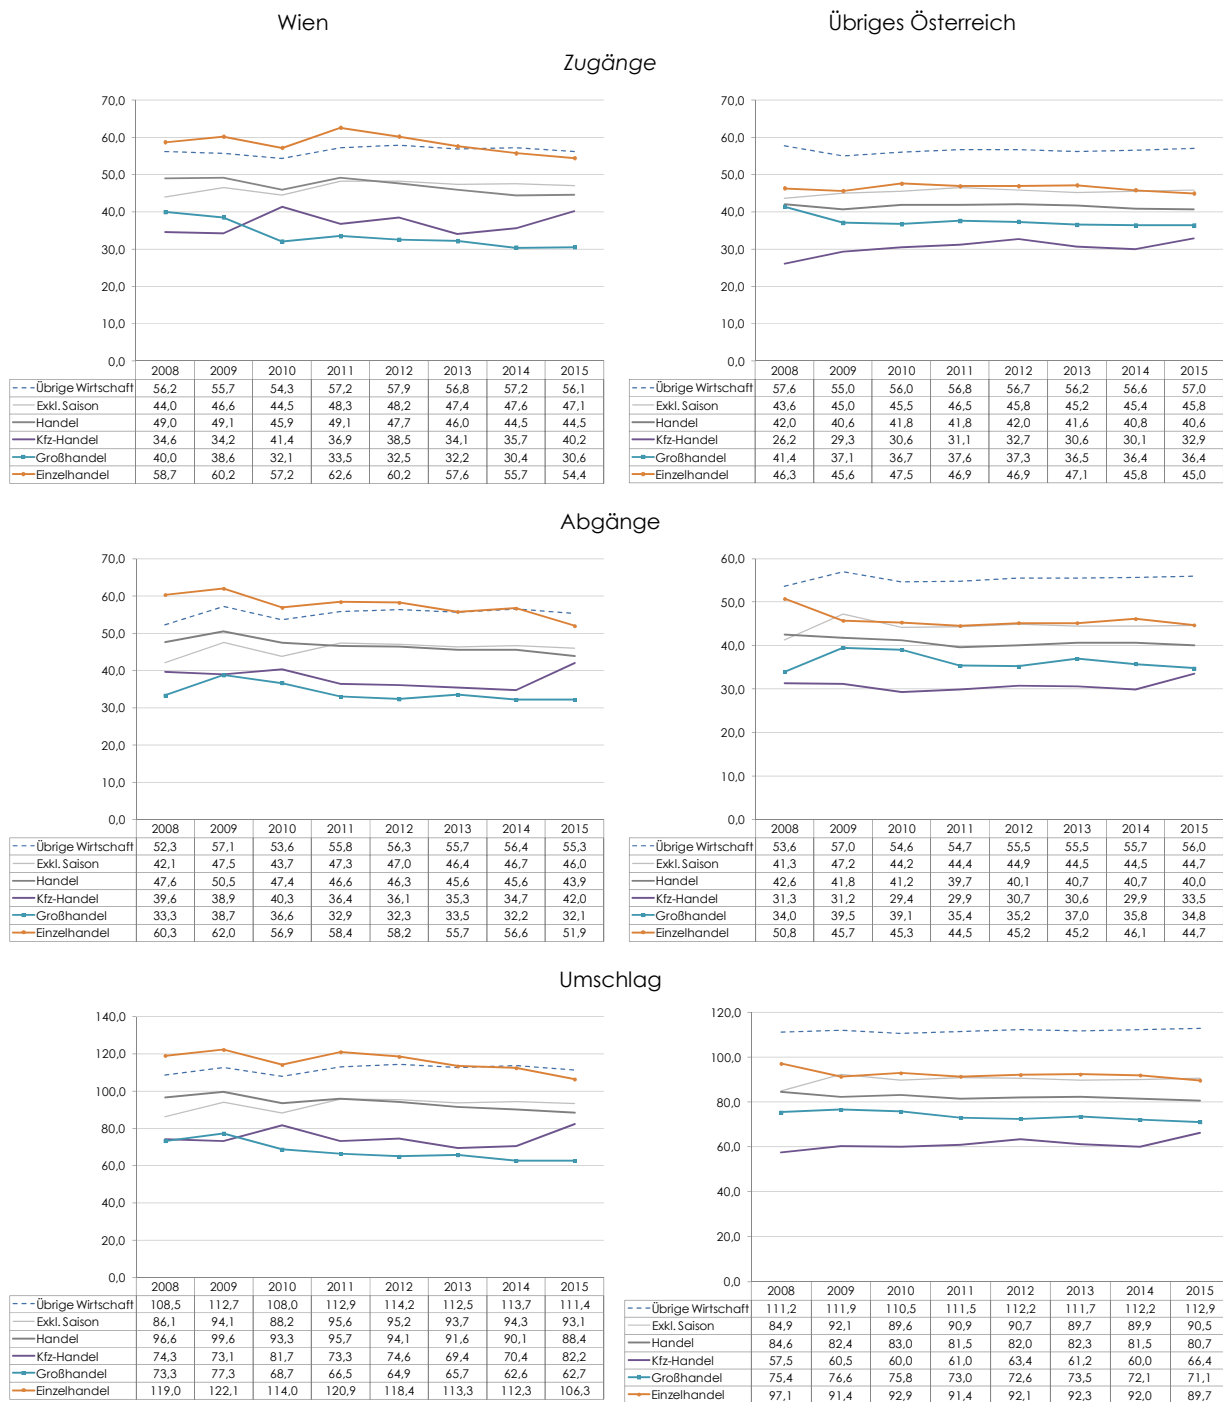 Wien
Übriges Österreich
Zugänge
70,0
60,0
50,0
40,0
30,0
20,0
10,0
0,0
2008 2009 2010 2011 2012 2013 2014 2015
Übrige Wirtschaft 56,2 55,7 54,3 57,2 57,9 56,8 57,2 56,1
Exkl. Saison 44,0 46,6 44,5 48,3 48,2 47,4 47,6 47,1
Handel 49,0 49,1 45,9 49,1 47,7 46,0 44,5 44,5
Kfz-Handel 34,6 34,2 41,4 36,9 38,5 34,1 35,7 40,2
Großhandel 40,0 38,6 32,1 33,5 32,5 32,2 30,4 30,6
Einzelhandel 58,7 60,2 57,2 62,6 60,2 57,6 55,7 54,4
70,0
60,0
50,0
40,0
30,0
20,0
10,0
0,0
2008 2009 2010 2011 2012 2013 2014 2015
Übrige Wirtschaft 57,6 55,0 56,0 56,8 56,7 56,2 56,6 57,0
Exkl. Saison 43,6 45,0 45,5 46,5 45,8 45,2 45,4 45,8
Handel 42,0 40,6 41,8 41,8 42,0 41,6 40,8 40,6
Kfz-Handel 26,2 29,3 30,6 31,1 32,7 30,6 30,1 32,9
Großhandel 41,4 37,1 36,7 37,6 37,3 36,5 36,4 36,4
Einzelhandel 46,3 45,6 47,5 46,9 46,9 47,1 45,8 45,0
Abgänge
70,0
60,0
50,0
40,0
30,0
20,0
10,0
0,0
2008 2009 2010 2011 2012 2013 2014 2015
Übrige Wirtschaft 52,3 57,1 53,6 55,8 56,3 55,7 56,4 55,3
Exkl. Saison 42,1 47,5 43,7 47,3 47,0 46,4 46,7 46,0
Handel 47,6 50,5 47,4 46,6 46,3 45,6 45,6 43,9
Kfz-Handel 39,6 38,9 40,3 36,4 36,1 35,3 34,7 42,0
Großhandel 33,3 38,7 36,6 32,9 32,3 33,5 32,2 32,1
Einzelhandel 60,3 62,0 56,9 58,4 58,2 55,7 56,6 51,9
60,0
50,0
40,0
30,0
20,0
10,0
0,0
2008 2009 2010 2011 2012 2013 2014 2015
Übrige Wirtschaft 53,6 57,0 54,6 54,7 55,5 55,5 55,7 56,0
Exkl. Saison 41,3 47,2 44,2 44,4 44,9 44,5 44,5 44,7
Handel 42,6 41,8 41,2 39,7 40,1 40,7 40,7 40,0
Kfz-Handel 31,3 31,2 29,4 29,9 30,7 30,6 29,9 33,5
Großhandel 34,0 39,5 39,1 35,4 35,2 37,0 35,8 34,8
Einzelhandel 50,8 45,7 45,3 44,5 45,2 45,2 46,1 44,7
Umschlag
140,0
120,0
100,0
80,0
60,0
40,0
20,0
0,0
2008 2009 2010 2011 2012 2013 2014 2015
Übrige Wirtschaft 108,5 112,7 108,0 112,9 114,2 112,5 113,7 111,4
Exkl. Saison 86,1 94,1 88,2 95,6 95,2 93,7 94,3 93,1
Handel 96,6 99,6 93,3 95,7 94,1 91,6 90,1 88,4
Kfz-Handel 74,3 73,1 81,7 73,3 74,6 69,4 70,4 82,2
Großhandel 73,3 77,3 68,7 66,5 64,9 65,7 62,6 62,7
Einzelhandel 119,0 122,1 114,0 120,9 118,4 113,3 112,3 106,3
120,0
100,0
80,0
60,0
40,0
20,0
0,0
2008 2009 2010 2011 2012 2013 2014 2015
Übrige Wirtschaft 111,2 111,9 110,5 111,5 112,2 111,7 112,2 112,9
Exkl. Saison 84,9 92,1 89,6 90,9 90,7 89,7 89,9 90,5
Handel 84,6 82,4 83,0 81,5 82,0 82,3 81,5 80,7
Kfz-Handel 57,5 60,5 60,0 61,0 63,4 61,2 60,0 66,4
Großhandel 75,4 76,6 75,8 73,0 72,6 73,5 72,1 71,1
Einzelhandel 97,1 91,4 92,9 91,4 92,1 92,3 92,0 89,7